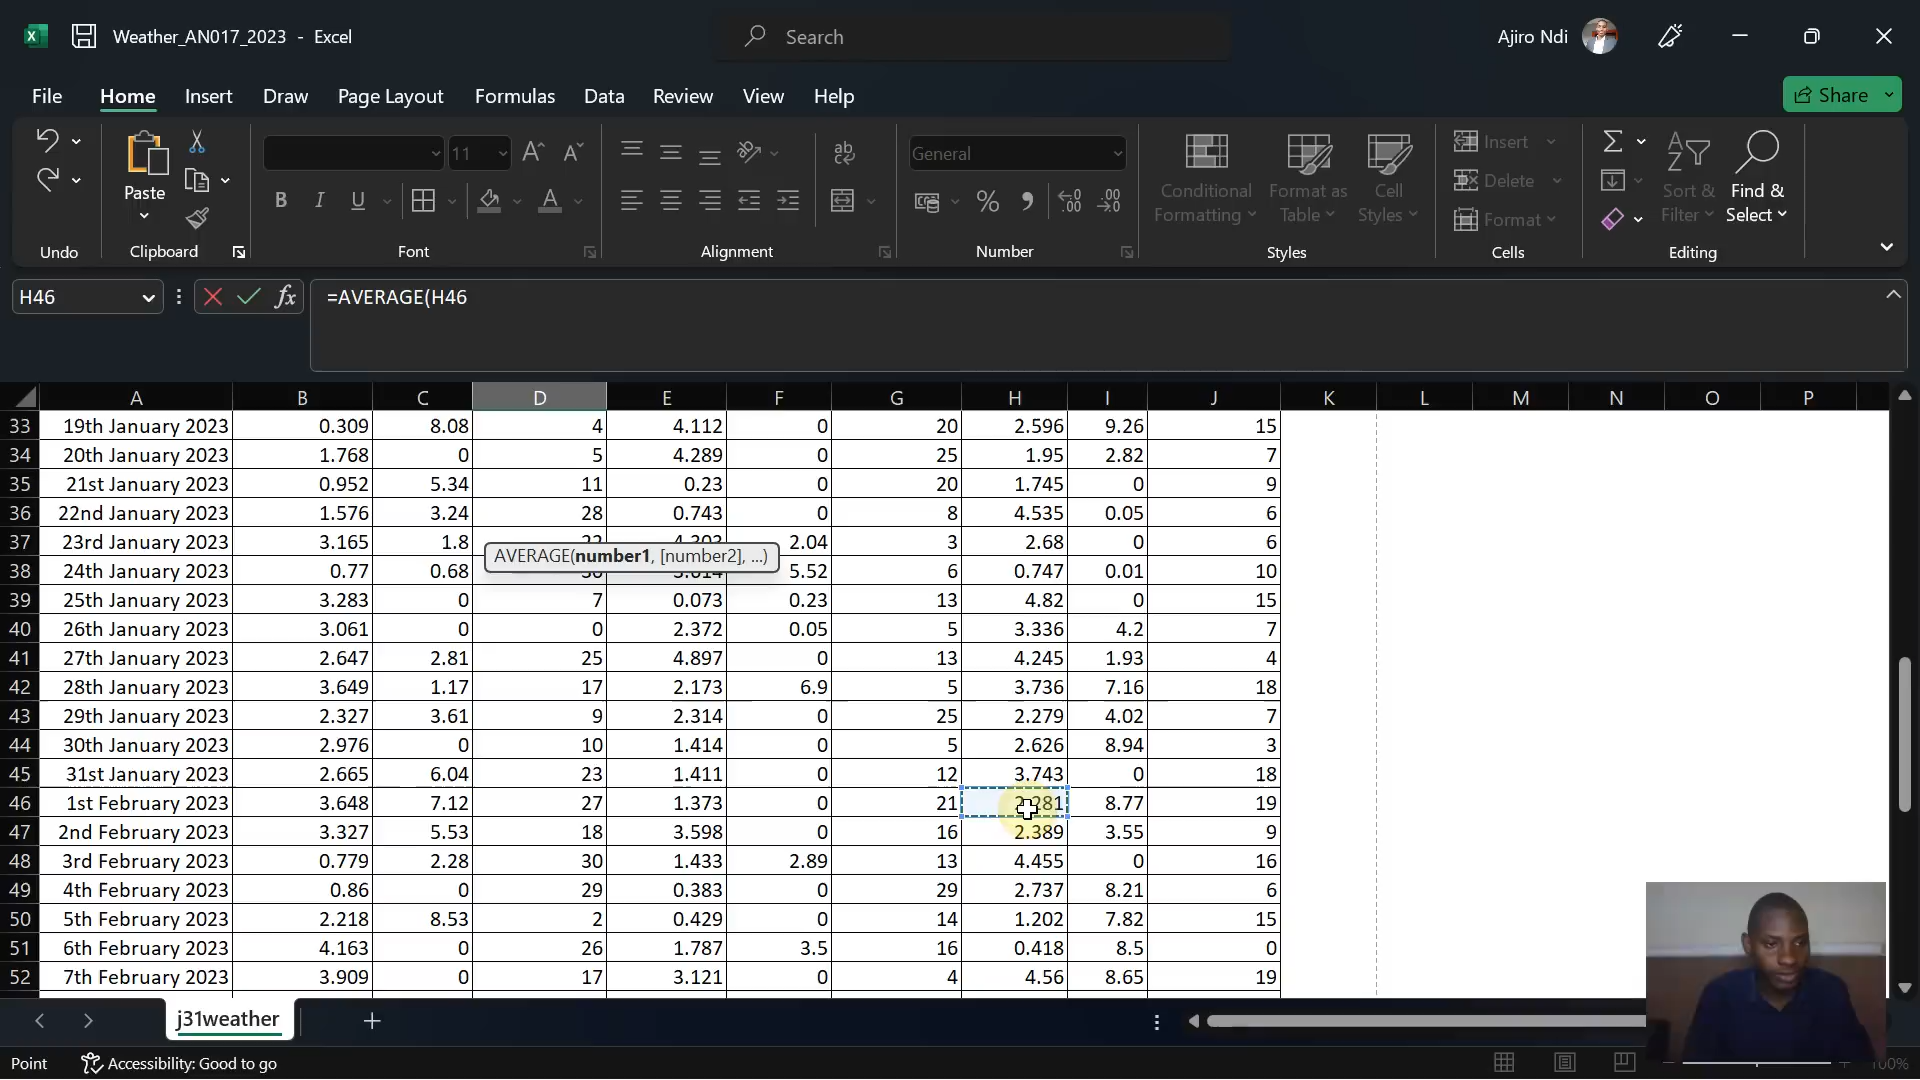 Weather_AN017_2023 - Excel
Search
Ajiro Ndi
File Home Insert Draw Page Layout Formulas Data Review View Help
Share
Paste
11
General
Conditional Formatting
Format as Table
Cell Styles
Insert
Delete
Format
Sort & Filter
Find & Select
Undo Clipboard Font Alignment Number Styles Cells Editing
H46 fx =AVERAGE(H46
A B C D E F G H I J K L M N O P
33 19th January 2023 0.309 8.08 4 4.112 0 20 2.596 9.26 15
34 20th January 2023 1.768 0 5 4.289 0 25 1.95 2.82 7
35 21st January 2023 0.952 5.34 11 0.23 0 20 1.745 0 9
36 22nd January 2023 1.576 3.24 28 0.743 0 8 4.535 0.05 6
37 23rd January 2023 3.165 1.8 2.04 3 2.68 0 6
AVERAGE(number1, [number2], ...)
38 24th January 2023 0.77 0.68 5.52 6 0.747 0.01 10
39 25th January 2023 3.283 0 7 0.073 0.23 13 4.82 0 15
40 26th January 2023 3.061 0 0 2.372 0.05 5 3.336 4.2 7
41 27th January 2023 2.647 2.81 25 4.897 0 13 4.245 1.93 4
42 28th January 2023 3.649 1.17 17 2.173 6.9 5 3.736 7.16 18
43 29th January 2023 2.327 3.61 9 2.314 0 25 2.279 4.02 7
44 30th January 2023 2.976 0 10 1.414 0 5 2.626 8.94 3
45 31st January 2023 2.665 6.04 23 1.411 0 12 3.743 0 18
46 1st February 2023 3.648 7.12 27 1.373 0 21 8.77 19
47 2nd February 2023 3.327 5.53 18 3.598 0 16 2.389 3.55 9
48 3rd February 2023 0.779 2.28 30 1.433 2.89 13 4.455 0 16
49 4th February 2023 0.86 0 29 0.383 0 29 2.737 8.21 6
50 5th February 2023 2.218 8.53 2 0.429 0 14 1.202 7.82 15
51 6th February 2023 4.163 0 26 1.787 3.5 16 0.418 8.5 0
52 7th February 2023 3.909 0 17 3.121 0 4 4.56 8.65 19
j31weather
Point Accessibility: Good to go 100%